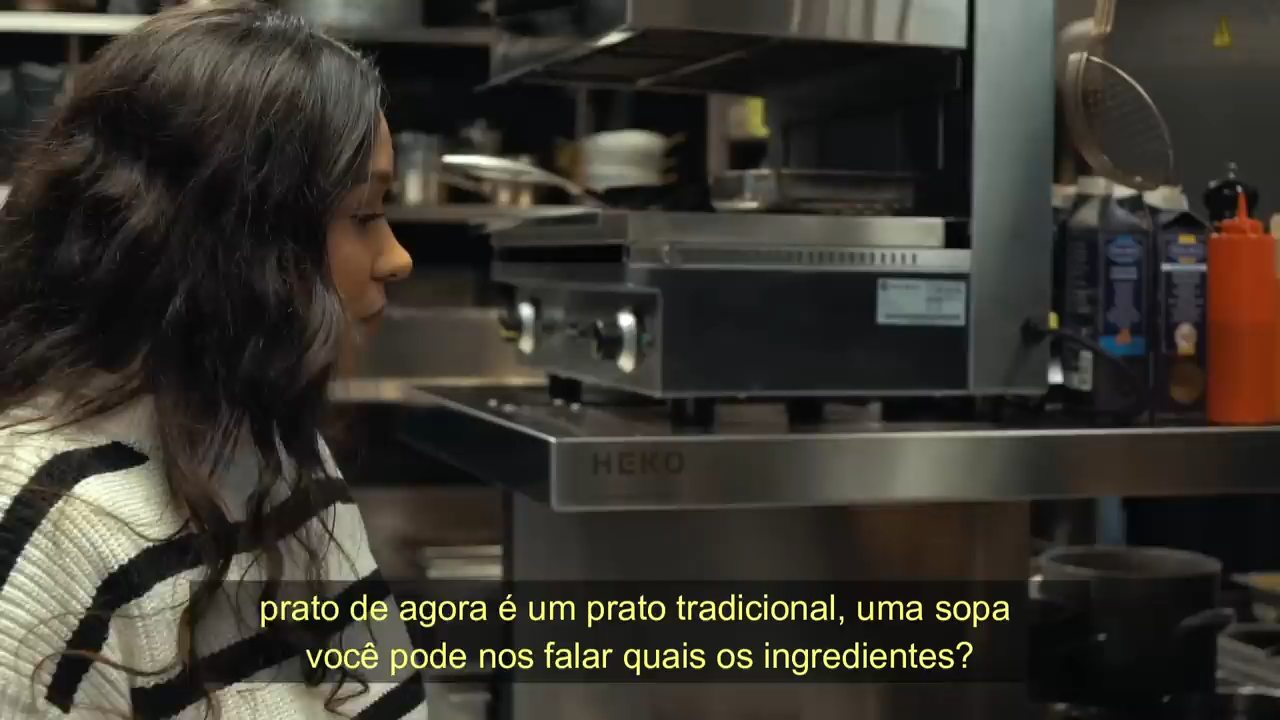 HEKO
prato de agora é um prato tradicional, uma sopa
você pode nos falar quais os ingredientes?